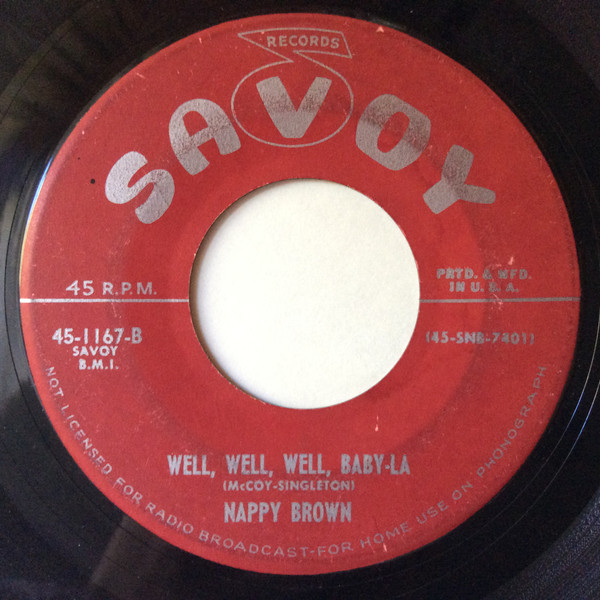 RECORDS
SAVOY
45 R.P.M.
PRTD. & MFD.
IN U. S. A.
45-1167-B
SAVOY
B.M.I.
(45-SNB-7401)
WELL, WELL, WELL, BABY-LA
(McCOY-SINGLETON)
NAPPY BROWN
NOT LICENSED FOR RADIO BROADCAST-FOR HOME USE ON PHONOGRAPH